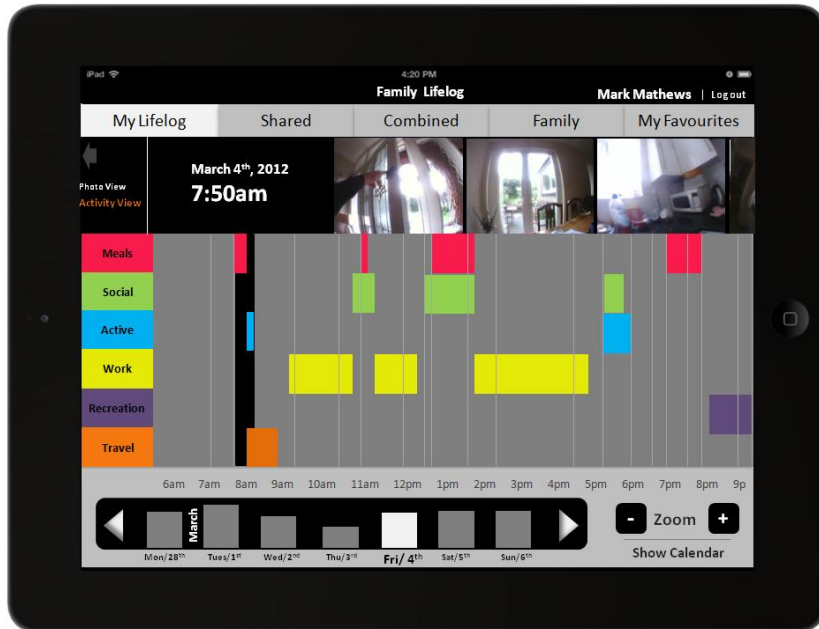 iPad
4:20 PM
Family Lifelog
Mark Mathews | Logout
My Lifelog
Shared
Combined
Family
My Favourites
March 4th, 2012
7:50am
Photo View
Activity View
Meals
Social
Active
Work
Recreation
Travel
6am 7am 8am 9am 10am 11am 12pm 1pm 2pm 3pm 4pm 5pm 6pm 7pm 8pm 9p
March
Mon/28th Tues/1st Wed/2nd Thu/3rd Fri/ 4th Sat/5th Sun/6th
- Zoom +
Show Calendar